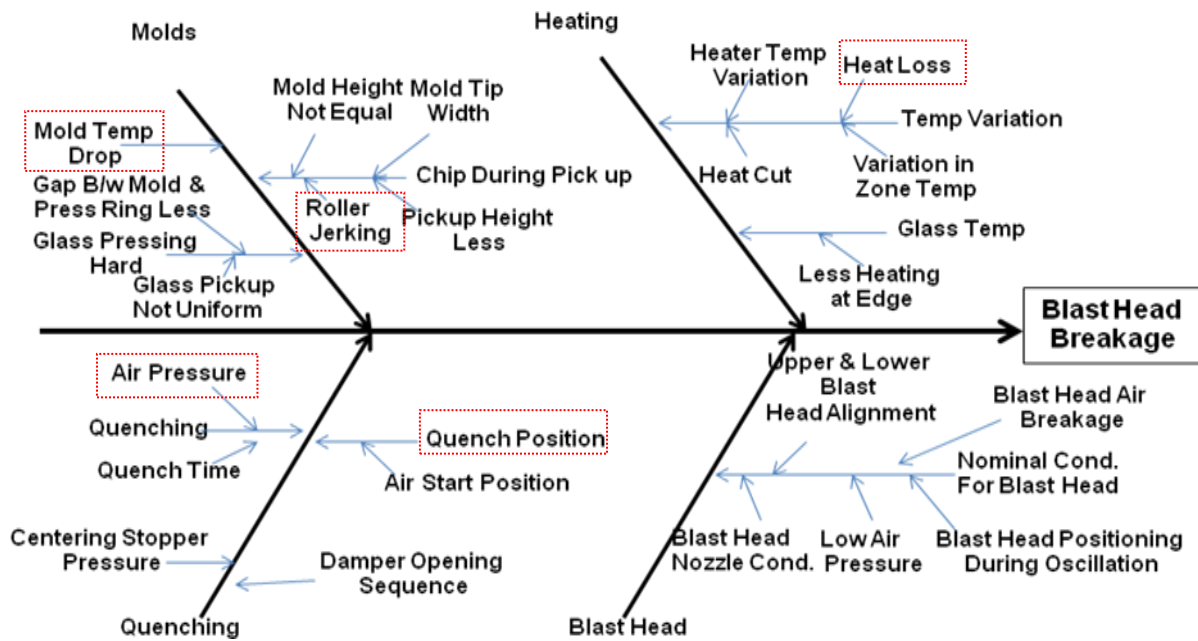 Molds
Heating
Mold Temp
Drop
Mold Height
Not Equal
Mold Tip
Width
Chip During Pick up
Gap B/w Mold &
Press Ring Less
Roller
Jerking
Pickup Height
Less
Glass Pressing
Hard
Glass Pickup
Not Uniform
Heater Temp
Variation
Heat Loss
Temp Variation
Heat Cut
Variation in
Zone Temp
Glass Temp
Less Heating
at Edge
Blast Head
Breakage
Air Pressure
Quenching
Quench Time
Quench Position
Air Start Position
Centering Stopper
Pressure
Damper Opening
Sequence
Quenching
Upper & Lower
Blast
Head Alignment
Blast Head Air
Breakage
Nominal Cond.
For Blast Head
Blast Head
Nozzle Cond.
Low Air
Pressure
Blast Head Positioning
During Oscillation
Blast Head